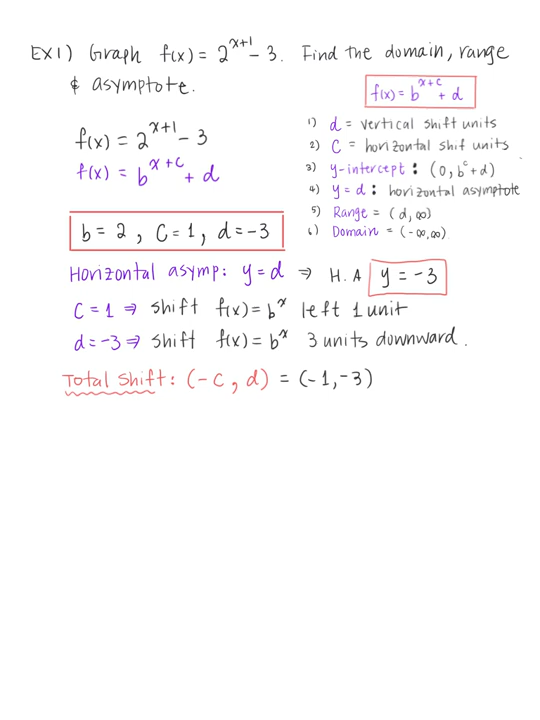 EX1) Graph f(x) = 2^(x+1) - 3. Find the domain, range
& asymptote.
f(x) = b^(x+c) + d
f(x) = 2^(x+1) - 3
f(x) = b^(x+c) + d
1) d = vertical shift units
2) C = horizontal shif units
3) y-intercept : (0, b^c + d)
4) y = d : horizontal asymptote
5) Range = (d, ∞)
6) Domain = (-∞, ∞)
b = 2 , C = 1 , d = -3
Horizontal asymp: y = d ⇒ H.A y = -3
C = 1 ⇒ shift f(x) = b^x left 1 unit
d = -3 ⇒ shift f(x) = b^x 3 units downward.
Total shift: (-c, d) = (-1, -3)